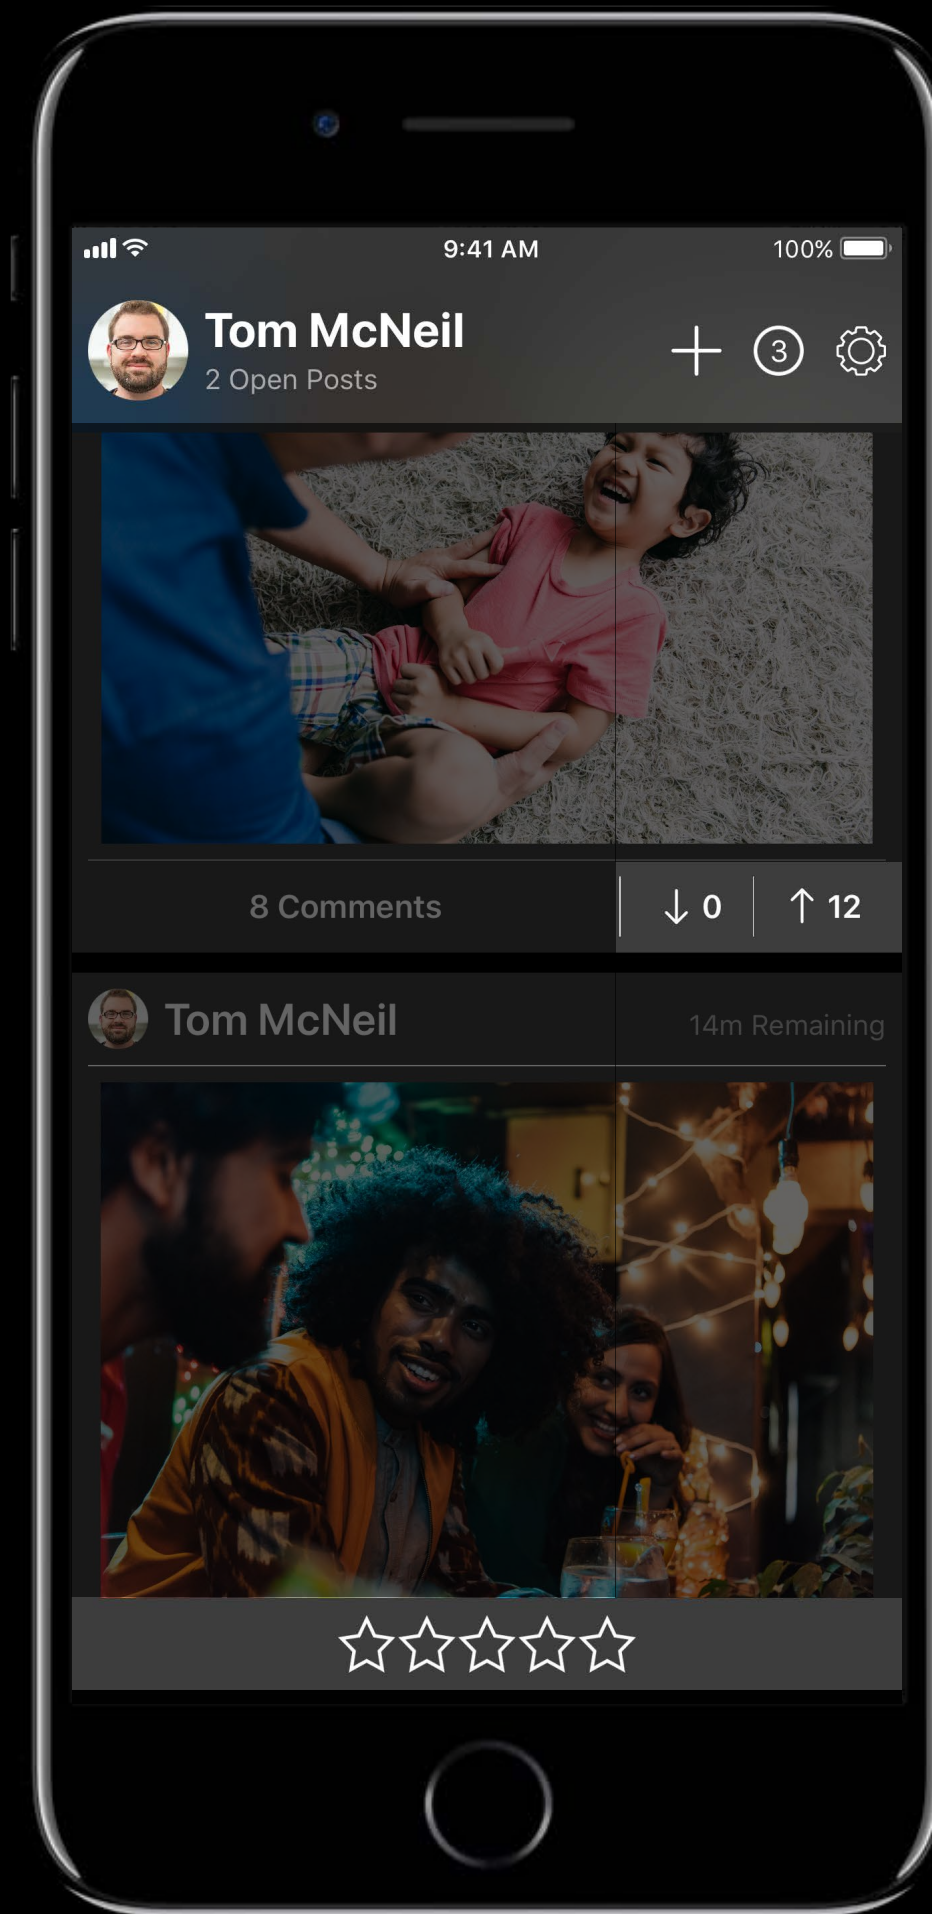 9:41 AM
100%
Tom McNeil
2 Open Posts
3
8 Comments
0
12
Tom McNeil
14m Remaining